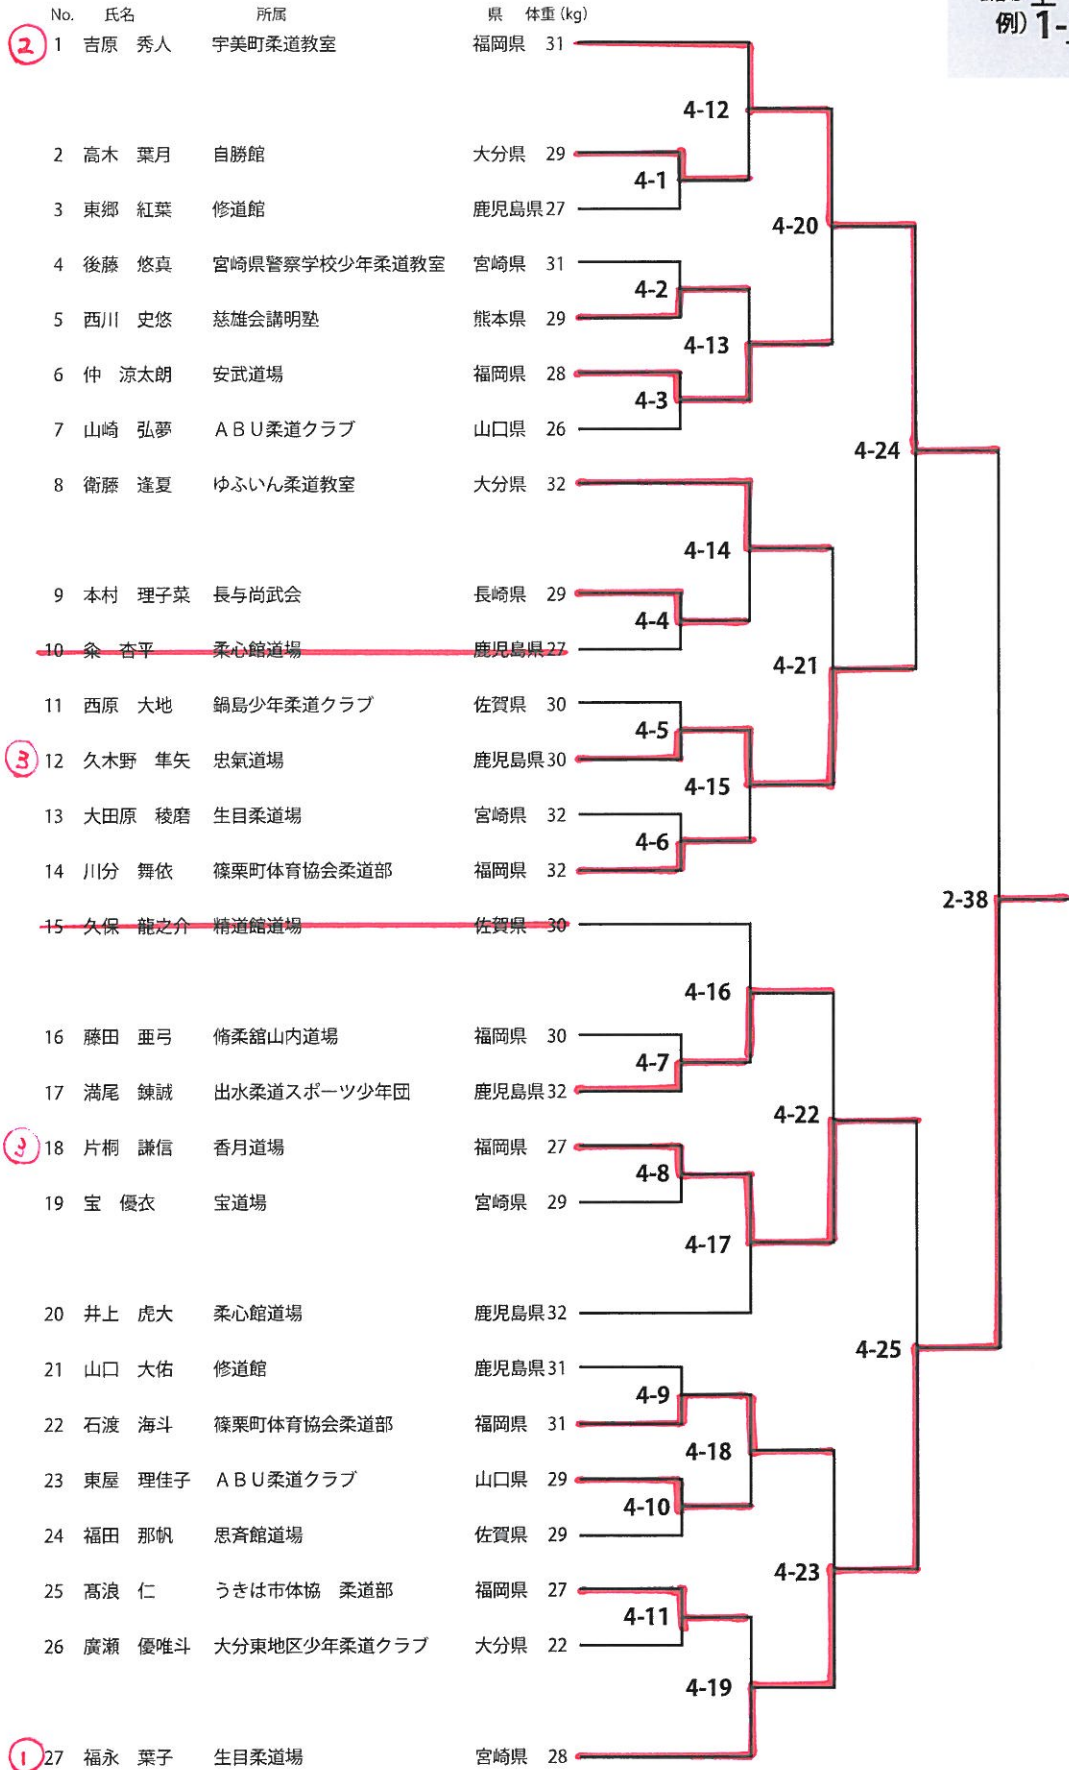 例）1-
No. 氏名 所属 県 体重（kg）
② 1 吉原 秀人 宇美町柔道教室 福岡県 31
4-12
2 高木 葉月 自勝館 大分県 29
4-1
3 東郷 紅葉 修道館 鹿児島県 27
4-20
4 後藤 悠真 宮崎県警察学校少年柔道教室 宮崎県 31
4-2
5 西川 史悠 慈雄会講明塾 熊本県 29
4-13
6 仲 涼太朗 安武道場 福岡県 28
4-3
7 山崎 弘夢 ＡＢＵ柔道クラブ 山口県 26
4-24
8 衛藤 逢夏 ゆふいん柔道教室 大分県 32
4-14
9 本村 理子菜 長与尚武会 長崎県 29
4-4
10 粂 杏平 柔心館道場 鹿児島県 27
4-21
11 西原 大地 鍋島少年柔道クラブ 佐賀県 30
4-5
③ 12 久木野 隼矢 忠氣道場 鹿児島県 30
4-15
13 大田原 稜磨 生目柔道場 宮崎県 32
4-6
14 川分 舞依 篠栗町体育協会柔道部 福岡県 32
2-38
15 久保 龍之介 精道館道場 佐賀県 30
4-16
16 藤田 亜弓 脩柔舘山内道場 福岡県 30
4-7
17 満尾 錬誠 出水柔道スポーツ少年団 鹿児島県 32
4-22
③ 18 片桐 謙信 香月道場 福岡県 27
4-8
19 宝 優衣 宝道場 宮崎県 29
4-17
20 井上 虎大 柔心館道場 鹿児島県 32
4-25
21 山口 大佑 修道館 鹿児島県 31
4-9
22 石渡 海斗 篠栗町体育協会柔道部 福岡県 31
4-18
23 東屋 理佳子 ＡＢＵ柔道クラブ 山口県 29
4-10
24 福田 那帆 思斉館道場 佐賀県 29
4-23
25 髙浪 仁 うきは市体協 柔道部 福岡県 27
4-11
26 廣瀬 優唯斗 大分東地区少年柔道クラブ 大分県 22
4-19
① 27 福永 葉子 生目柔道場 宮崎県 28